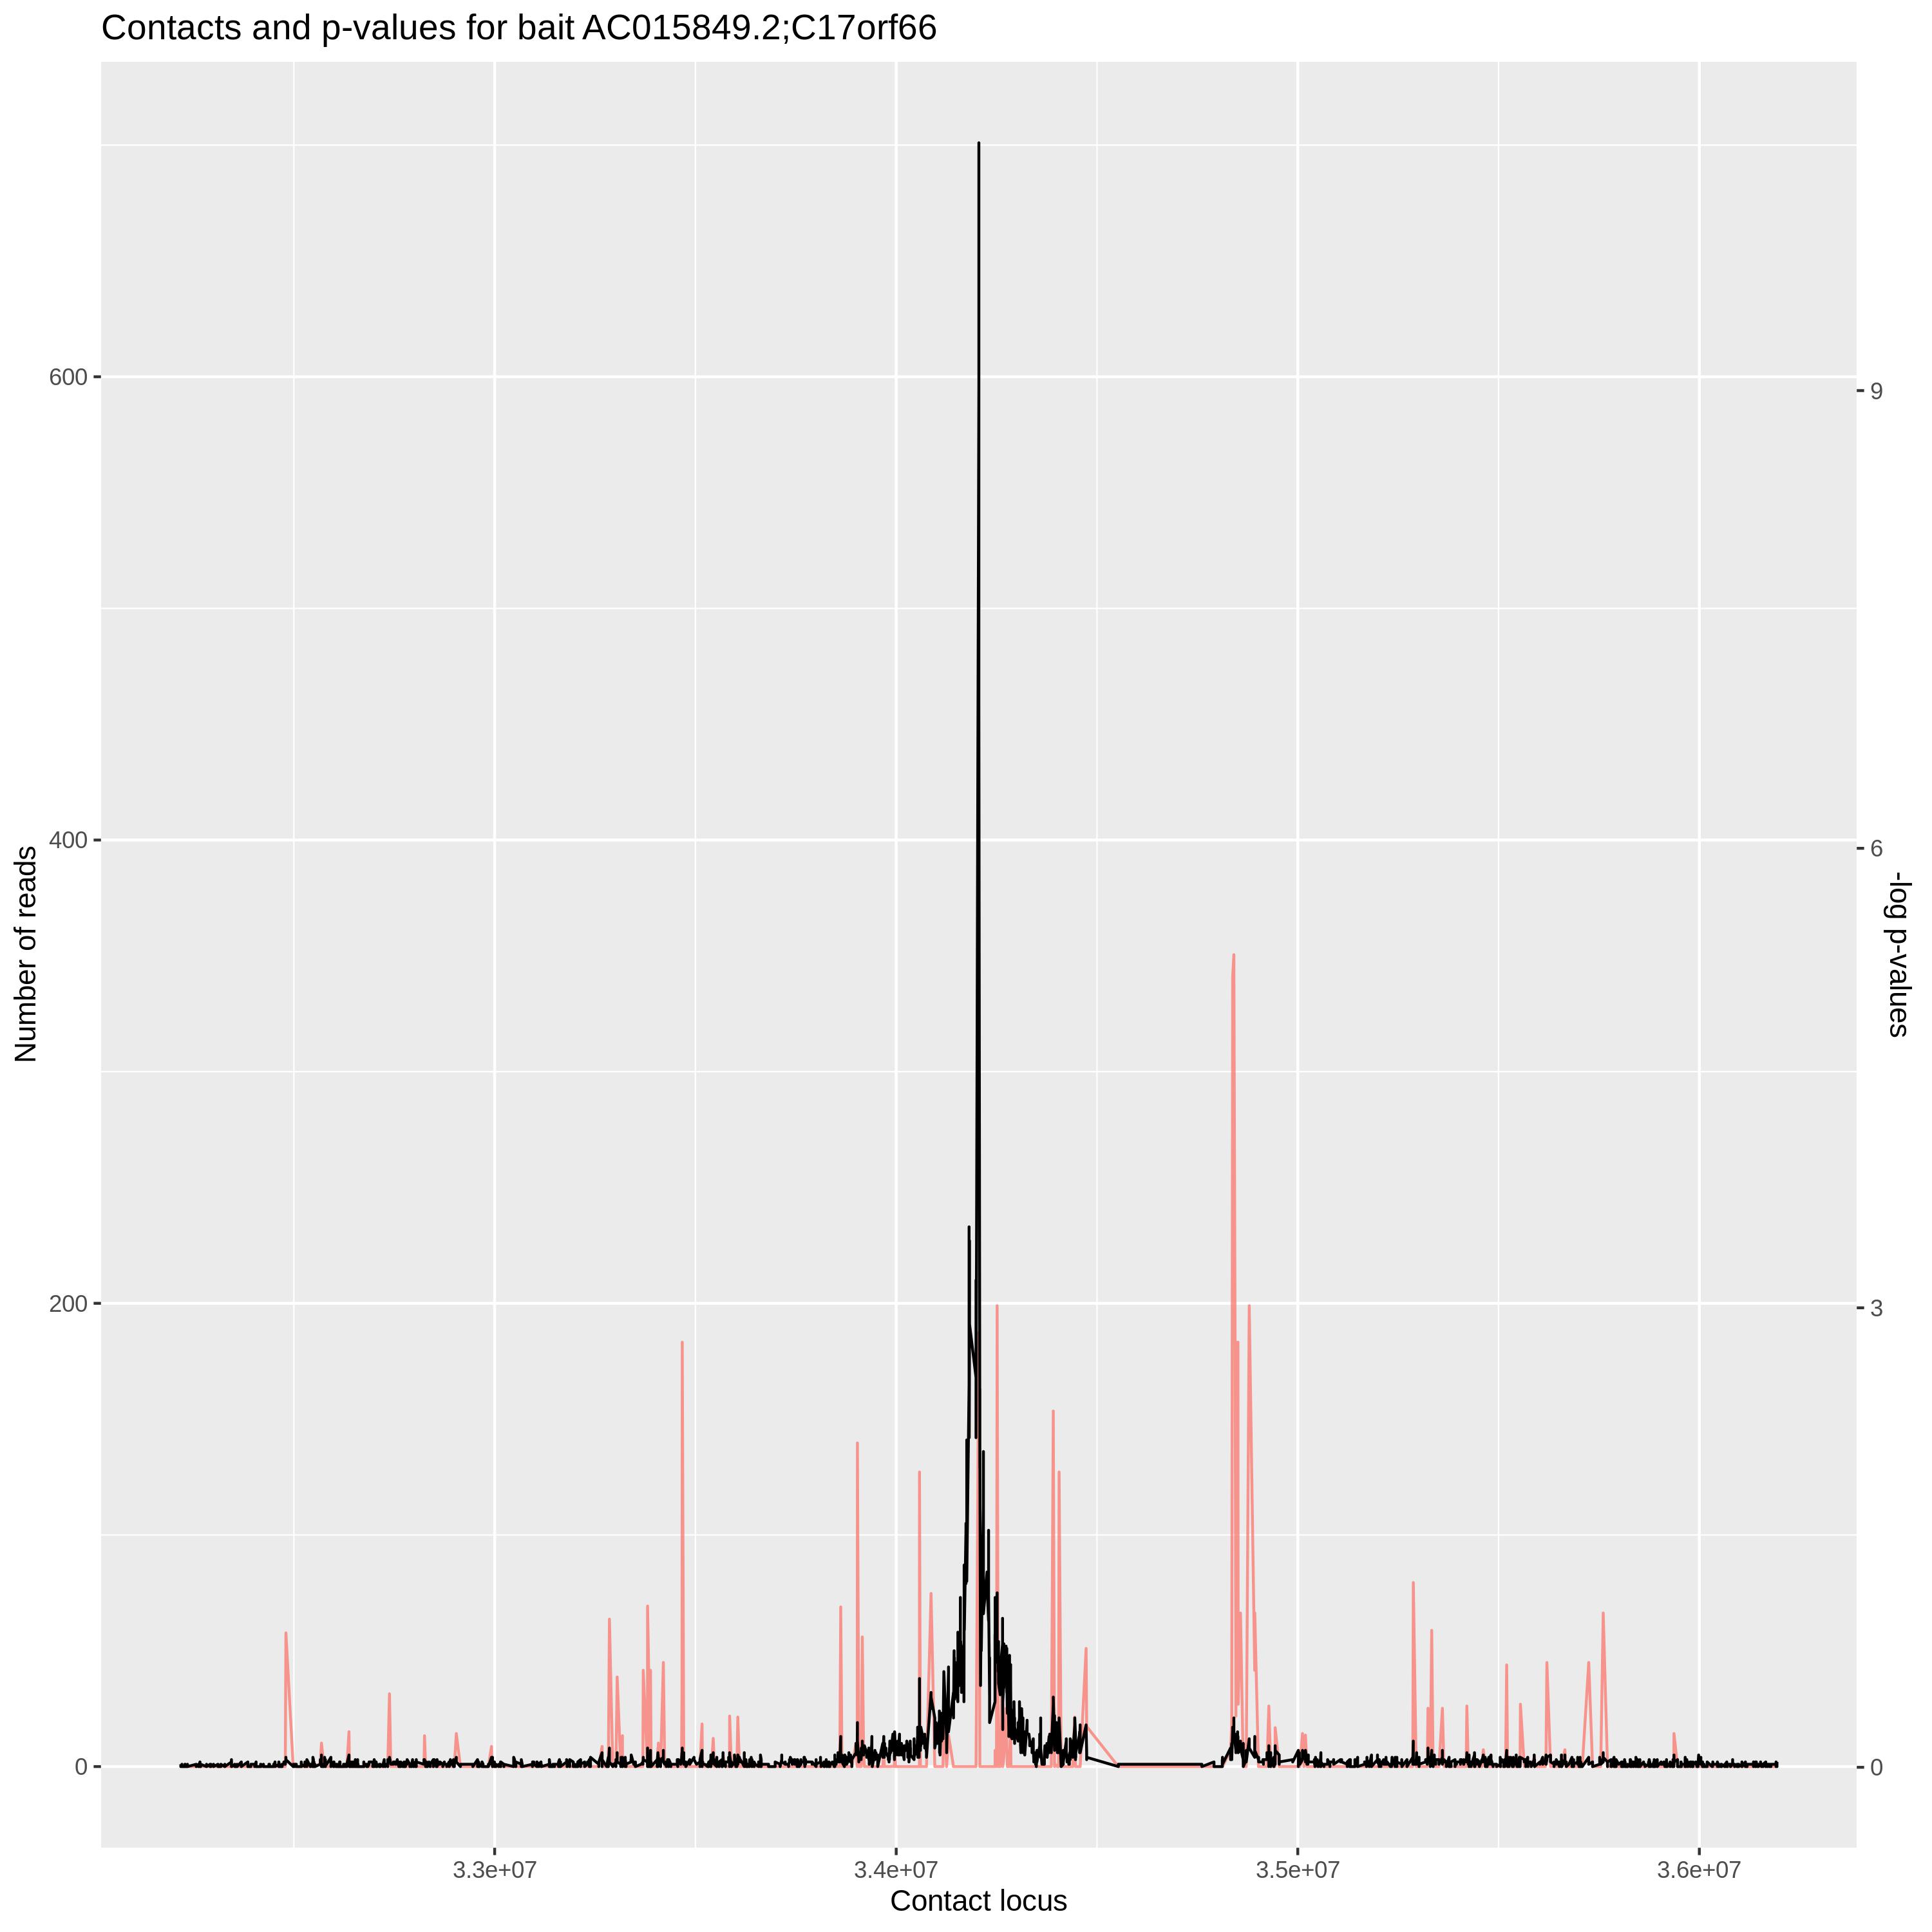 Contacts and p-values for bait AC015849.2;C17orf66
600
400
200
0
9
6
3
0
Number of reads
-log p-values
3.3e+07
3.4e+07
3.5e+07
3.6e+07
Contact locus